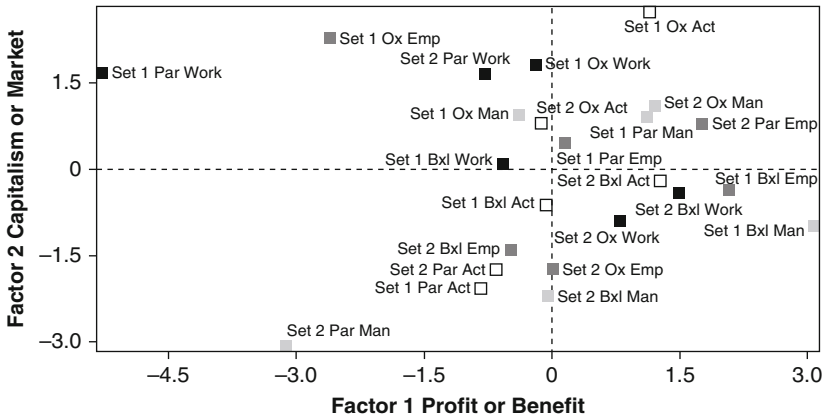 Set 1 Ox Act
Set 1 Ox Emp
Set 2 Par Work
Set 1 Ox Work
Set 1 Par Work
Set 2 Ox Act
Set 2 Ox Man
Set 1 Ox Man
Set 1 Par Man
Set 2 Par Emp
Set 1 Bxl Work
Set 1 Par Emp
Set 2 Bxl Act
Set 1 Bxl Emp
Set 1 Bxl Act
Set 2 Bxl Work
Set 1 Bxl Man
Set 2 Ox Work
Set 2 Bxl Emp
Set 2 Par Act
Set 2 Ox Emp
Set 1 Par Act
Set 2 Bxl Man
Set 2 Par Man
1.5
0
−1.5
−3.0
Factor 2 Capitalism or Market
−4.5
−3.0
−1.5
0
1.5
3.0
Factor 1 Profit or Benefit